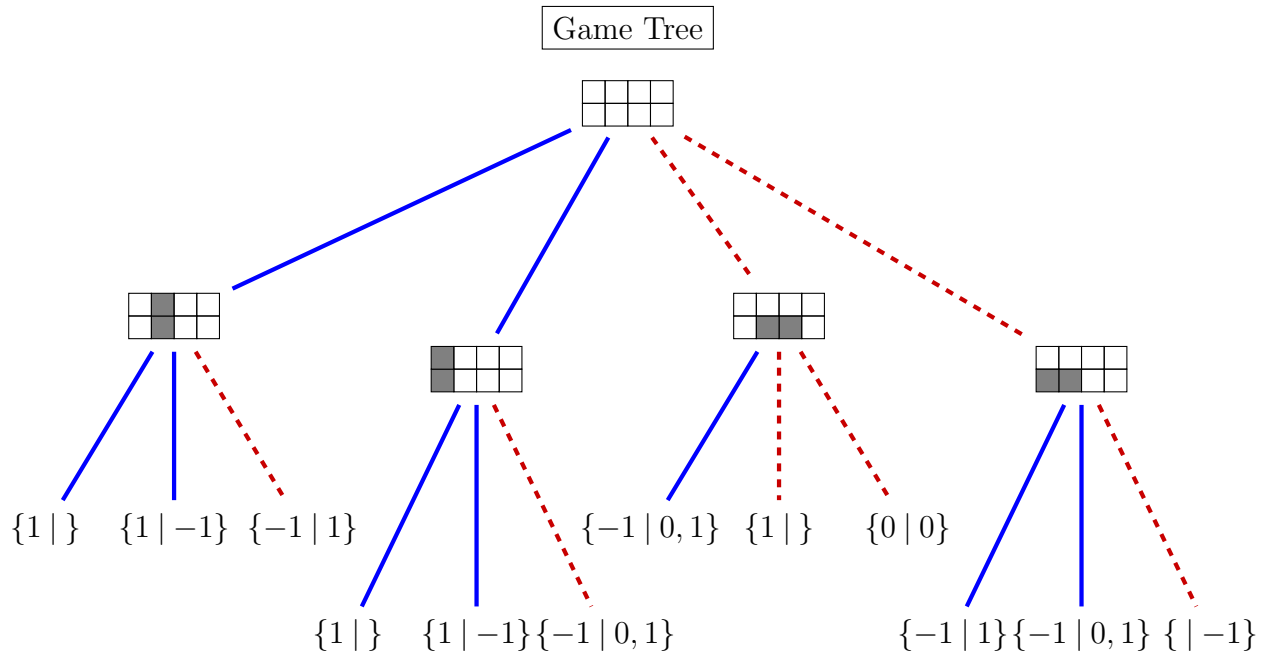 Game Tree
{1 | } {1 | −1} {−1 | 1} {−1 | 0, 1} {1 | } {0 | 0}
{1 | } {1 | −1} {−1 | 0, 1} {−1 | 1} {−1 | 0, 1} { | −1}